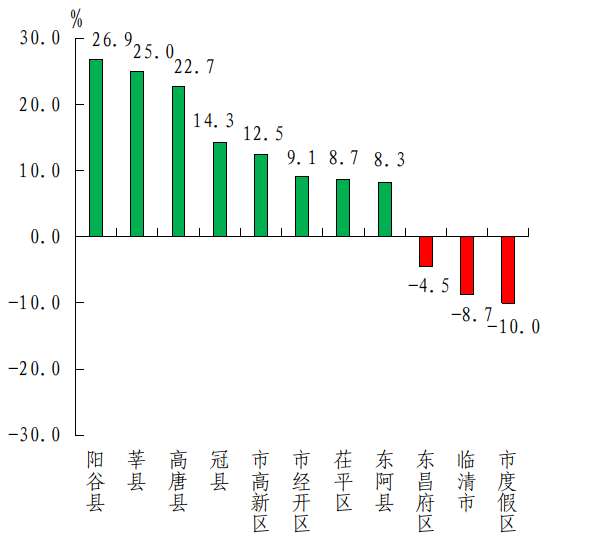 %
30.0
20.0
10.0
0.0
-10.0
-20.0
-30.0
26.9
25.0
22.7
14.3
12.5
9.1
8.7
8.3
-4.5
-8.7
-10.0
阳谷县
莘县
高唐县
冠县
市高新区
市经开区
茌平区
东阿县
东昌府区
临清市
市度假区